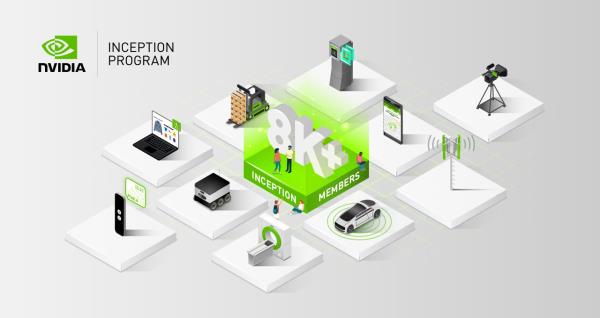 NVIDIA
INCEPTION
PROGRAM
8K+
INCEPTION
MEMBERS